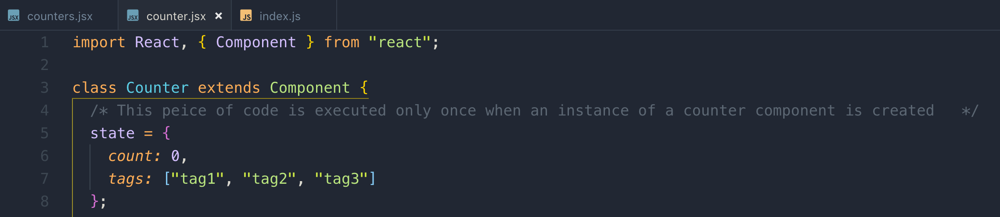 JSX counters.jsx JSX counter.jsx × JS index.js
1 import React, { Component } from "react";
2
3 class Counter extends Component {
4 /* This peice of code is executed only once when an instance of a counter component is created */
5 state = {
6 count: 0,
7 tags: ["tag1", "tag2", "tag3"]
8 };